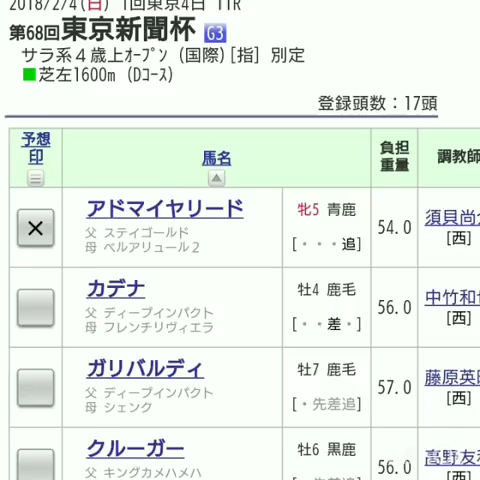 2018/2/4(日) 1回東京4日 11R
第68回東京新聞杯 G3
サラ系4歳上オープン (国際)[指] 別定
■芝左1600m (Dコース)
登録頭数:17頭
予想印 馬名 負担重量 調教師
アドマイヤリード 牝5 青鹿 54.0 須貝尚
父 ステイゴールド
母 ベルアリュール2 [・・・追] [西]
×
カデナ 牡4 鹿毛 56.0 中竹和
父 ディープインパクト
母 フレンチリヴィエラ [・・差・] [西]
ガリバルディ 牡7 鹿毛 57.0 藤原英
父 ディープインパクト
母 シェンク [・先差追] [西]
クルーガー 牡6 黒鹿 56.0 高野友
父 キングカメハメハ